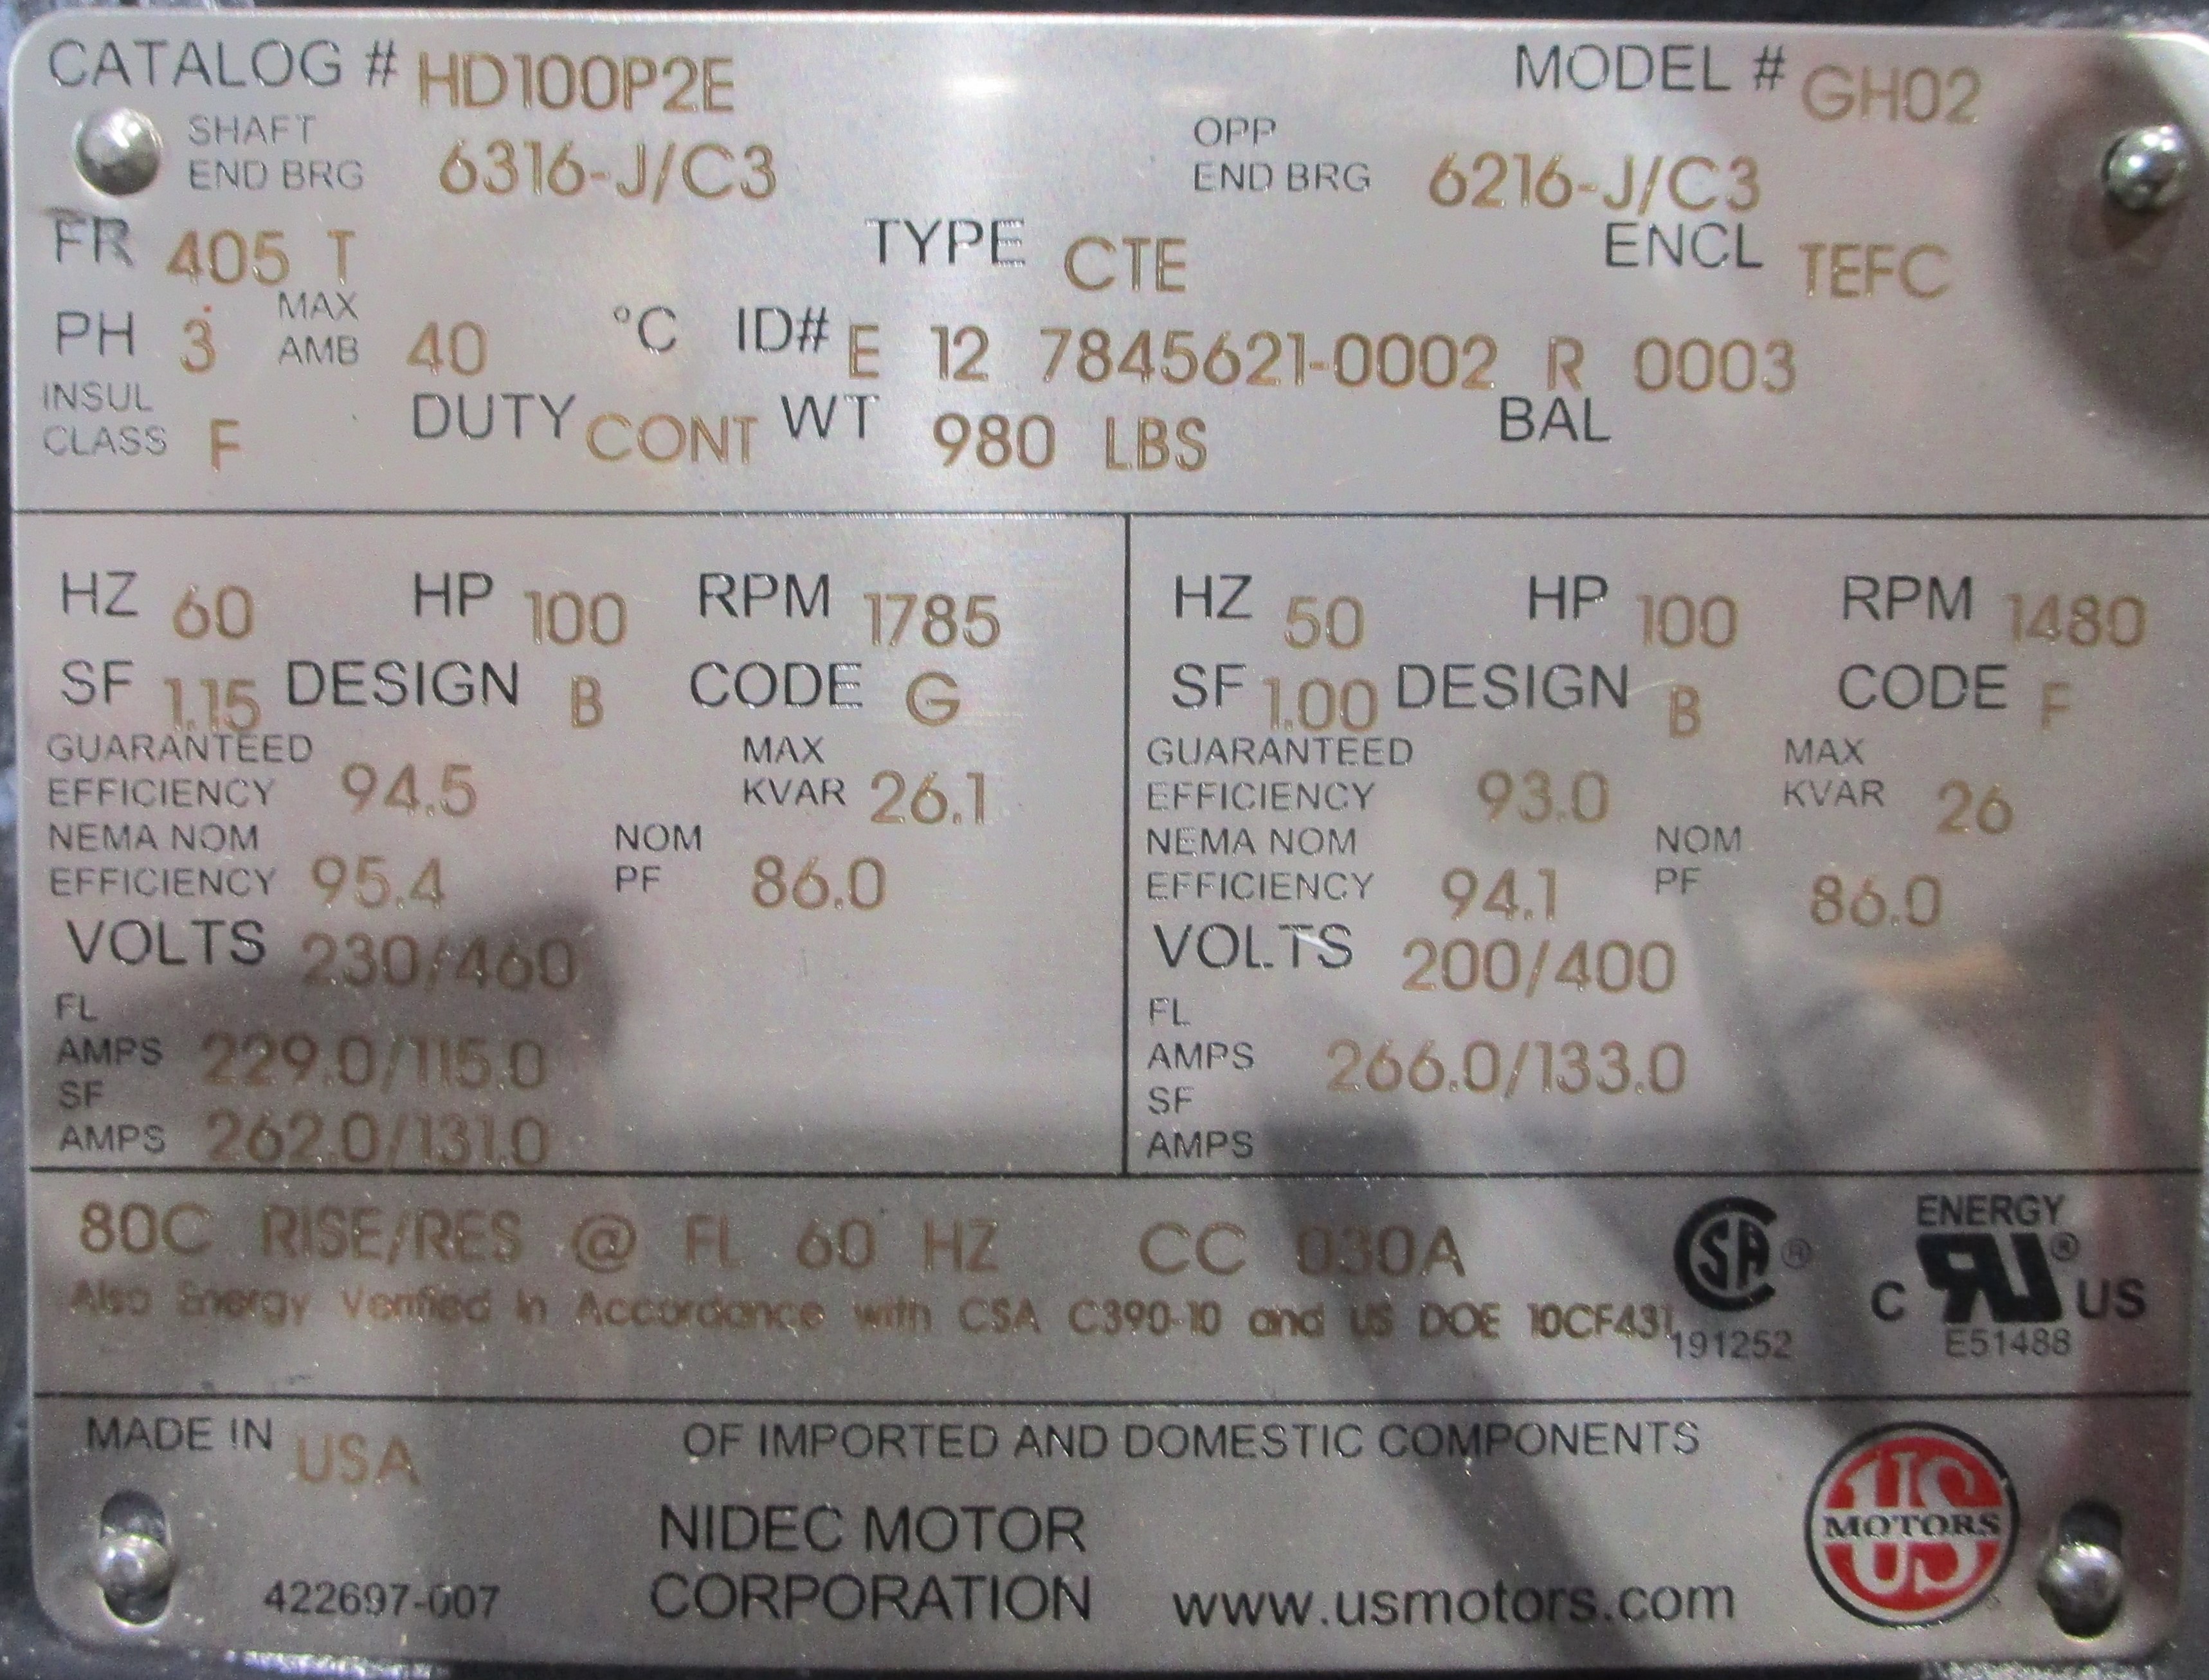 CATALOG # HD100P2E MODEL # GH02
SHAFT END BRG 6316-J/C3 OPP END BRG 6216-J/C3
FR 405 T TYPE CTE ENCL TEFC
PH 3 MAX AMB 40 °C ID# E 12 7845621-0002 R 0003
INSUL CLASS F DUTY CONT WT 980 LBS BAL
HZ 60 HP 100 RPM 1785
SF 1.15 DESIGN B CODE G
GUARANTEED EFFICIENCY 94.5 MAX KVAR 26.1
NEMA NOM EFFICIENCY 95.4 NOM PF 86.0
VOLTS 230/460
FL AMPS 229.0/115.0
SF AMPS 262.0/131.0
HZ 50 HP 100 RPM 1480
SF 1.00 DESIGN B CODE F
GUARANTEED EFFICIENCY 93.0 MAX KVAR 26
NEMA NOM EFFICIENCY 94.1 NOM PF 86.0
VOLTS 200/400
FL AMPS 266.0/133.0
SF AMPS
80C RISE/RES @ FL 60 HZ CC 030A
Also Energy Verified in Accordance with CSA C390-10 and US DOE 10CF431
SA ®
191252
ENERGY
C RU ® US
E51488
MADE IN USA OF IMPORTED AND DOMESTIC COMPONENTS
NIDEC MOTOR
CORPORATION
422697-007
www.usmotors.com
US
MOTORS